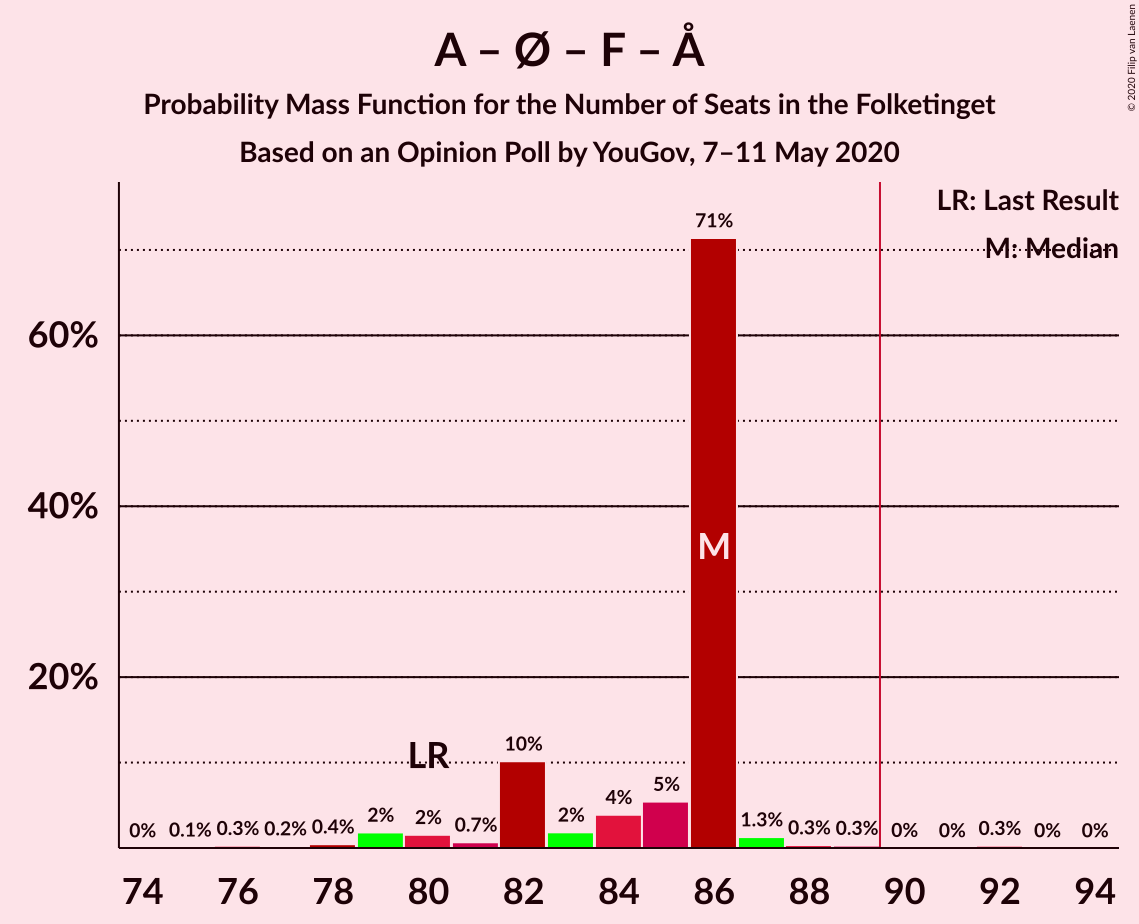 A – Ø – F – Å
Probability Mass Function for the Number of Seats in the Folketinget
Based on an Opinion Poll by YouGov, 7–11 May 2020
© 2020 Filip van Laenen
LR: Last Result
M: Median
60%
40%
20%
LR
M
0% 0.1% 0.3% 0.2% 0.4% 2% 2% 0.7% 10% 2% 4% 5% 71% 1.3% 0.3% 0.3% 0% 0% 0.3% 0% 0%
74 76 78 80 82 84 86 88 90 92 94